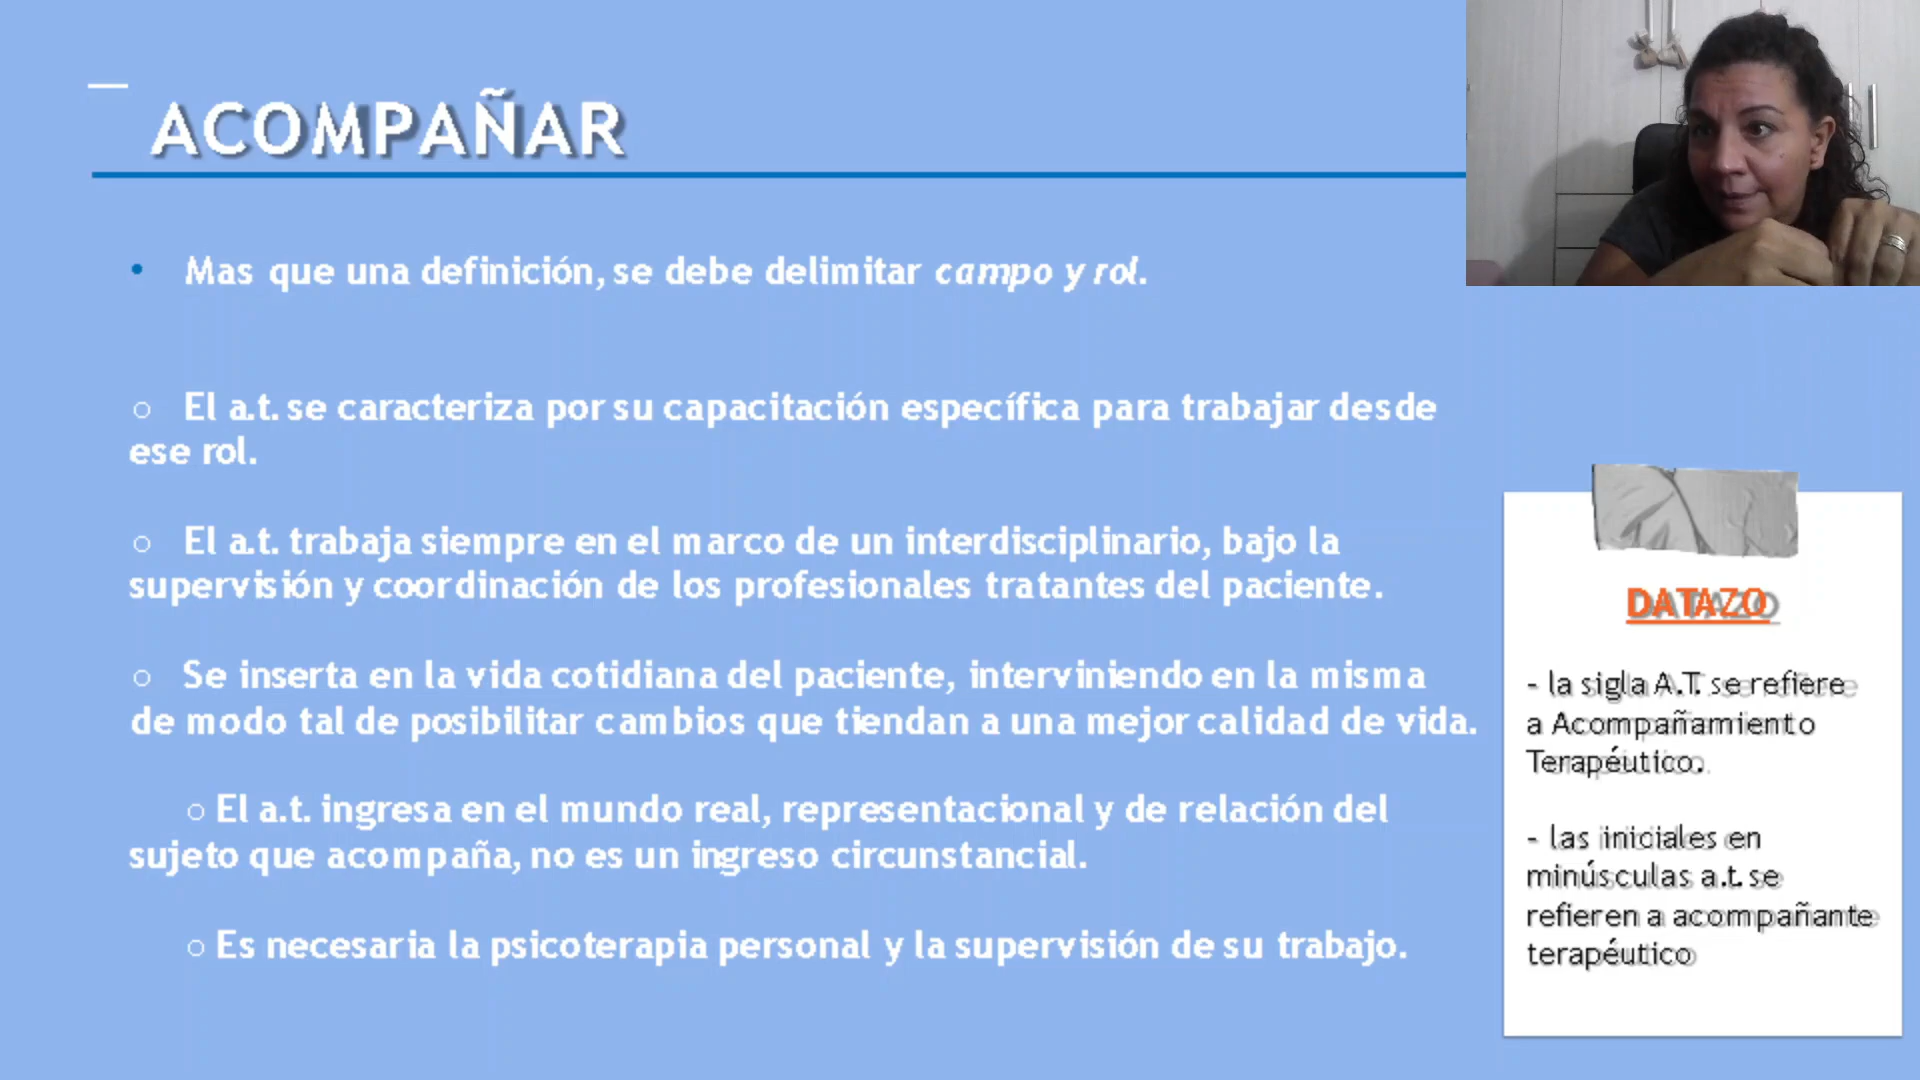 ACOMPAÑAR
• Mas que una definición, se debe delimitar campo y rol.
○ El a.t. se caracteriza por su capacitación específica para trabajar desde
ese rol.
○ El a.t. trabaja siempre en el marco de un interdisciplinario, bajo la
supervisión y coordinación de los profesionales tratantes del paciente.
○ Se inserta en la vida cotidiana del paciente, interviniendo en la misma
de modo tal de posibilitar cambios que tiendan a una mejor calidad de vida.
○ El a.t. ingresa en el mundo real, representacional y de relación del
sujeto que acompaña, no es un ingreso circunstancial.
○ Es necesaria la psicoterapia personal y la supervisión de su trabajo.
DATAZO
- la sigla A.T. se refiere
a Acompañamiento
Terapéutico.
- las iniciales en
minúsculas a.t. se
refieren a acompañante
terapéutico